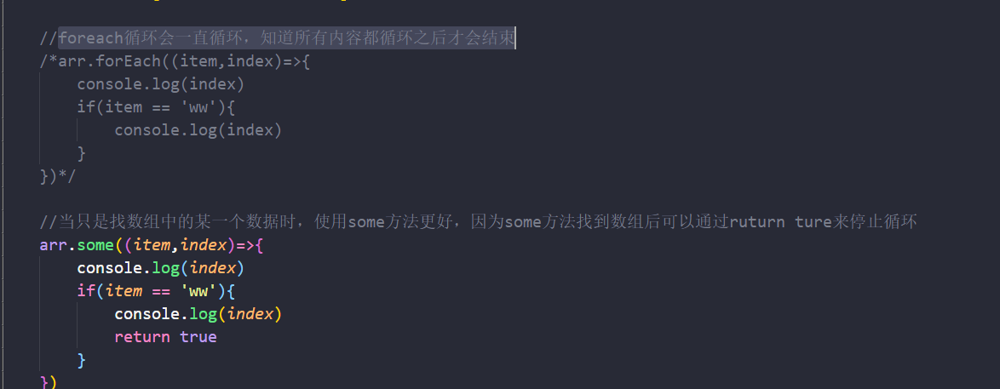 //foreach循环会一直循环，知道所有内容都循环之后才会结束
/*arr.forEach((item,index)=>{
console.log(index)
if(item == 'ww'){
console.log(index)
}
})*/
//当只是找数组中的某一个数据时，使用some方法更好，因为some方法找到数组后可以通过ruturn ture来停止循环
arr.some((item,index)=>{
console.log(index)
if(item == 'ww'){
console.log(index)
return true
}
})